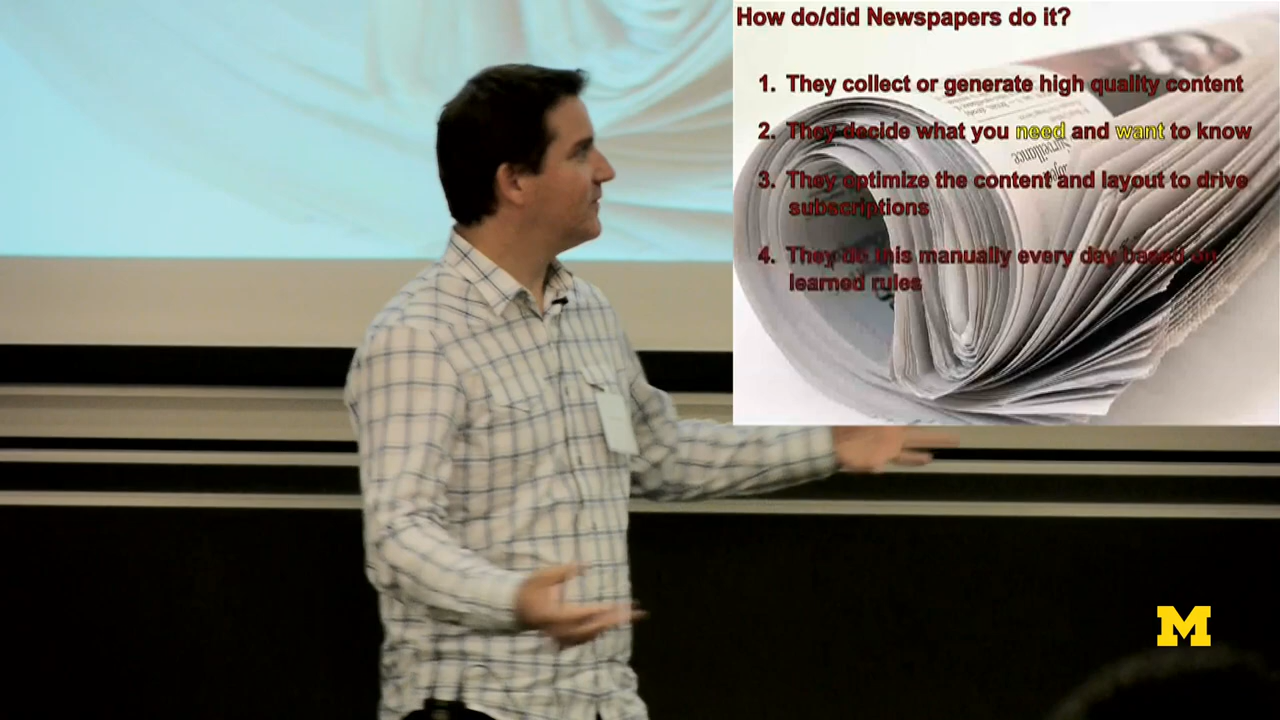 How do/did Newspapers do it?
1. They collect or generate high quality content
2. They decide what you need and want to know
3. They optimize the content and layout to drive
subscriptions
4. They do this manually every day based on
learned rules
Surveillance
M